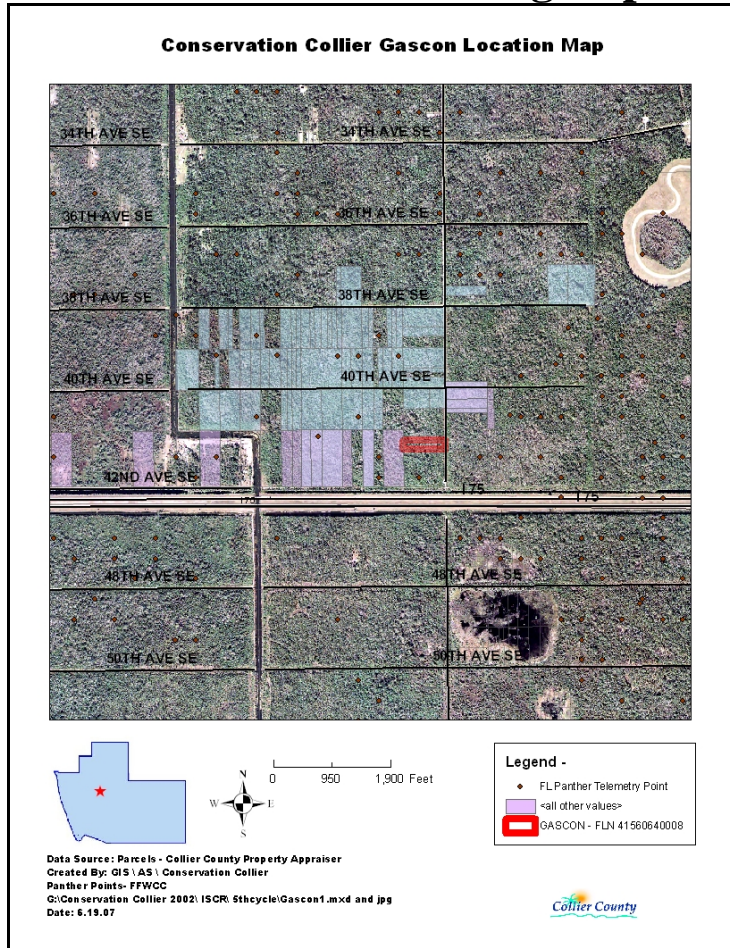 Conservation Collier Gascon Location Map
34TH AVE SE 34TH AVE SE
36TH AVE SE 36TH AVE SE
38TH AVE SE 38TH AVE SE
40TH AVE SE 40TH AVE SE
42ND AVE SE
I75 I75
I75
48TH AVE SE 48TH AVE SE
50TH AVE SE 50TH AVE SE
N
W E
S
0 950 1,900 Feet
Legend -
FL Panther Telemetry Point
<all other values>
GASCON - FLN 41560640008
Data Source: Parcels - Collier County Property Appraiser
Created By: GIS \ AS \ Conservation Collier
Panther Points- FFWCC
G:\Conservation Collier 2002\ ISCR\ 5thcycle\Gascon1.mxd and jpg
Date: 6.19.07
Collier County